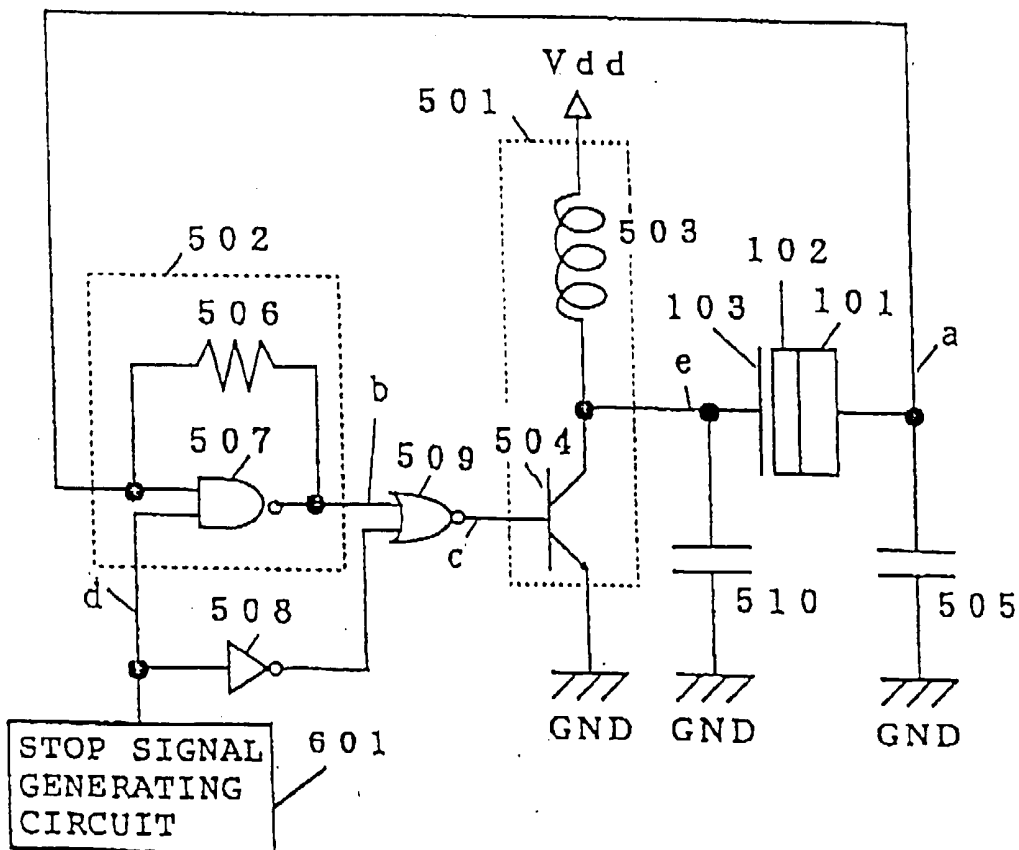 Vdd
501
502
503
102
506
103
101
a
e
b
507
509
504
c
d
508
510
505
GND
GND
GND
601
STOP SIGNAL
GENERATING
CIRCUIT